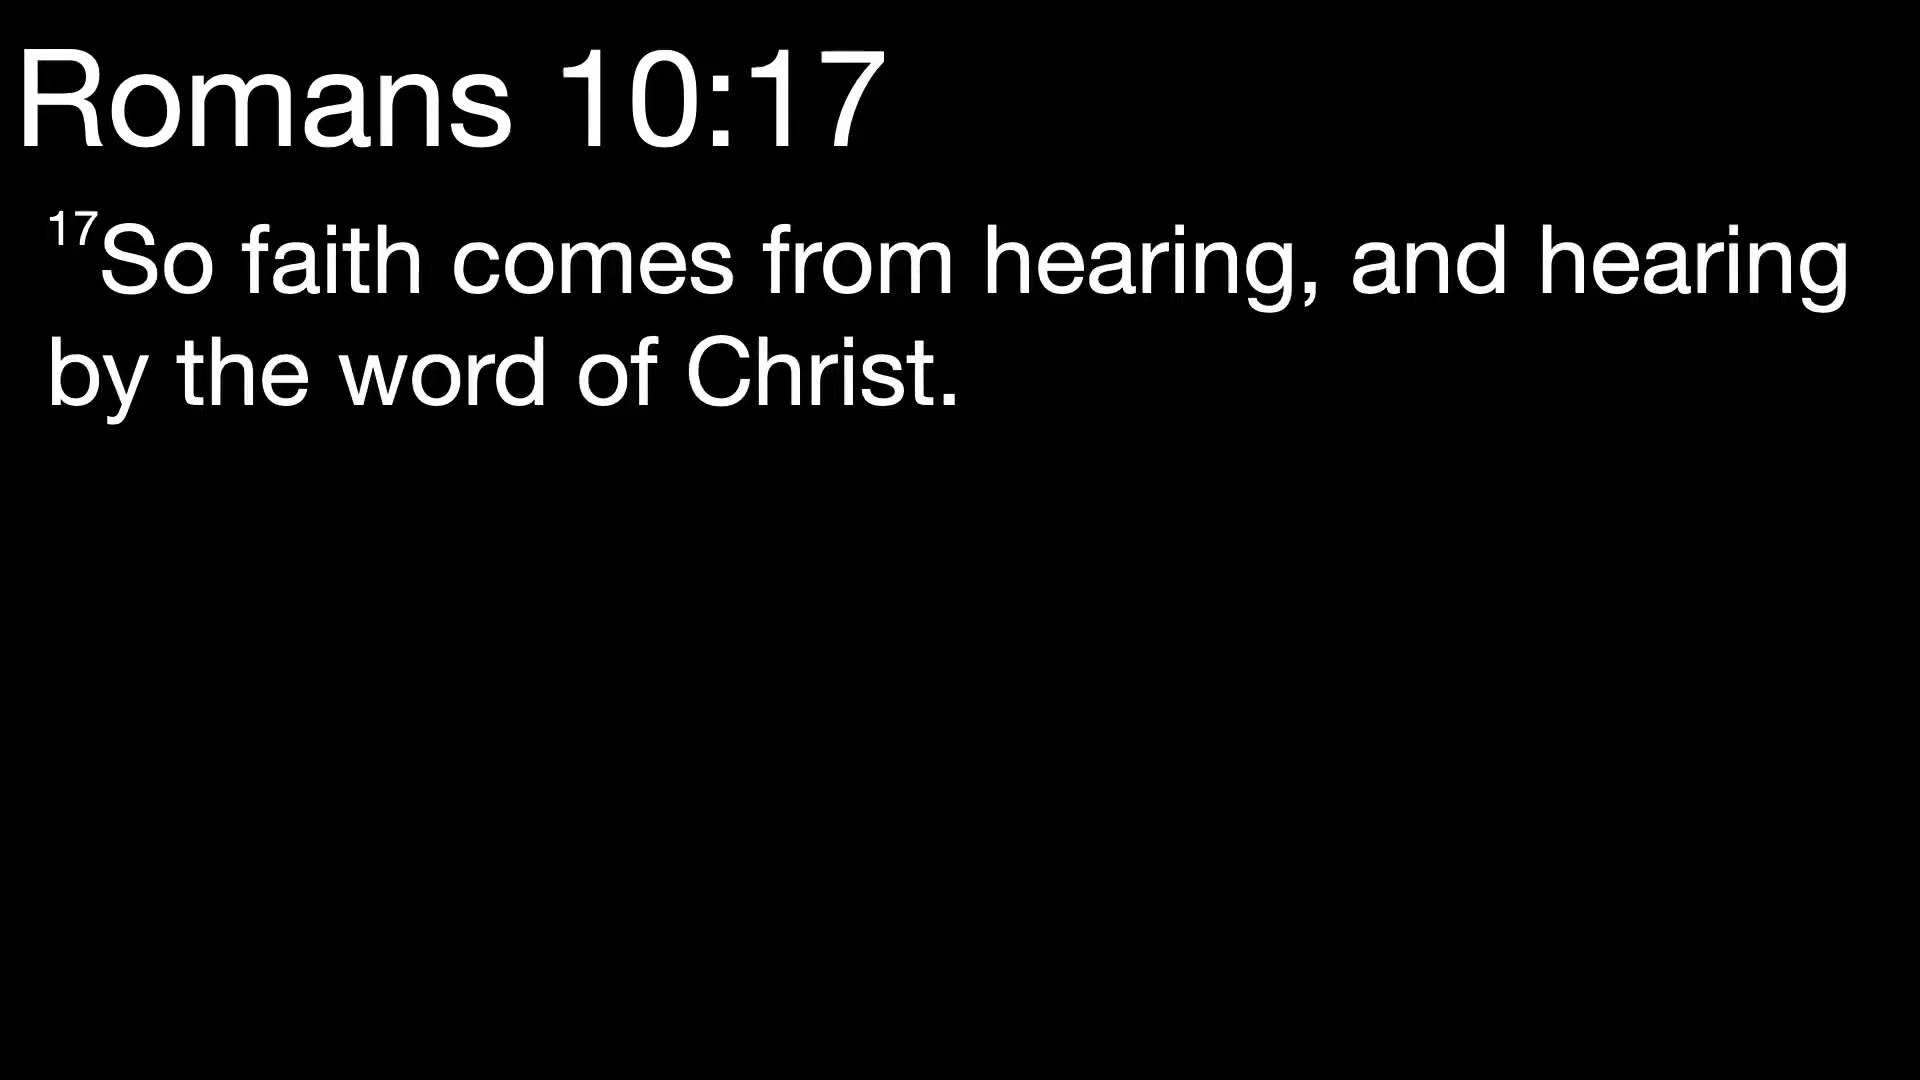 Romans 10:17
17So faith comes from hearing, and hearing
by the word of Christ.